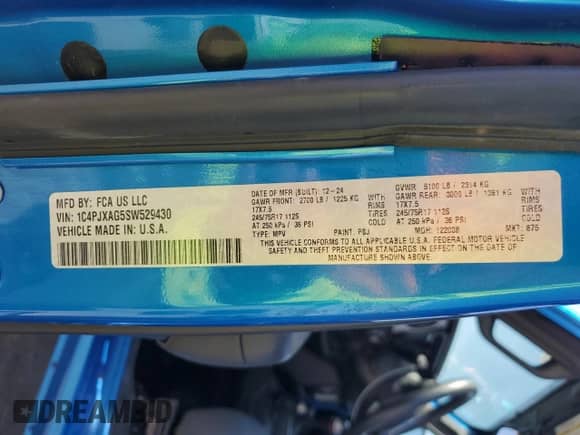 MFD BY: FCA US LLC
VIN: 1C4PJXAG5SW529430
VEHICLE MADE IN: U.S.A.
DATE OF MFR (BUILT): 12-24
GAWR FRONT: 2700 LB / 1225 KG
17X7.5 RIMS
245/75R17 112S TIRES
AT 250 kPa / 36 PSI WITH
TYPE: MPV PAINT: PBJ
GVWR 5100 LB / 2314 KG
GAWR REAR: 3000 LB / 1361 KG
17X7.5 RIMS
245/75R17 112S TIRES
AT 250 kPa / 36 PSI WITH
MDH: 122008 MKT: 875
THIS VEHICLE CONFORMS TO ALL APPLICABLE U.S.A. FEDERAL MOTOR VEHICLE
SAFETY AND THEFT PREVENTION STANDARDS IN EFFECT ON THE DATE OF
MANUFACTURE SHOWN ABOVE.
DREAMBID